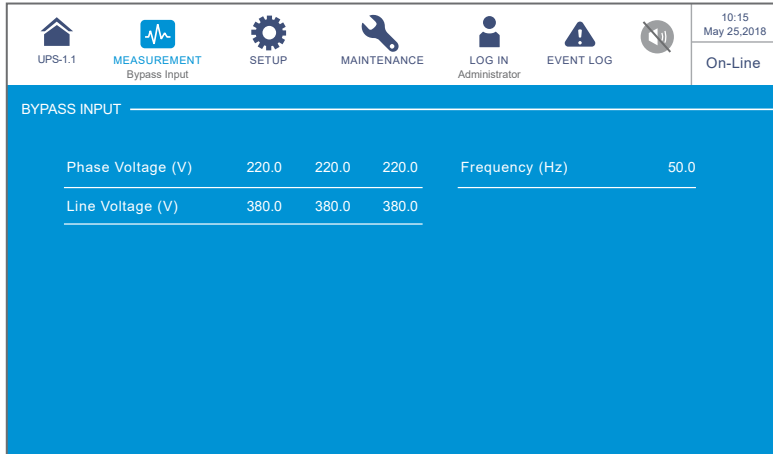 10:15
May 25,2018
UPS-1.1 MEASUREMENT SETUP MAINTENANCE LOG IN EVENT LOG On-Line
Bypass Input Administrator
BYPASS INPUT
Phase Voltage (V) 220.0 220.0 220.0 Frequency (Hz) 50.0
Line Voltage (V) 380.0 380.0 380.0